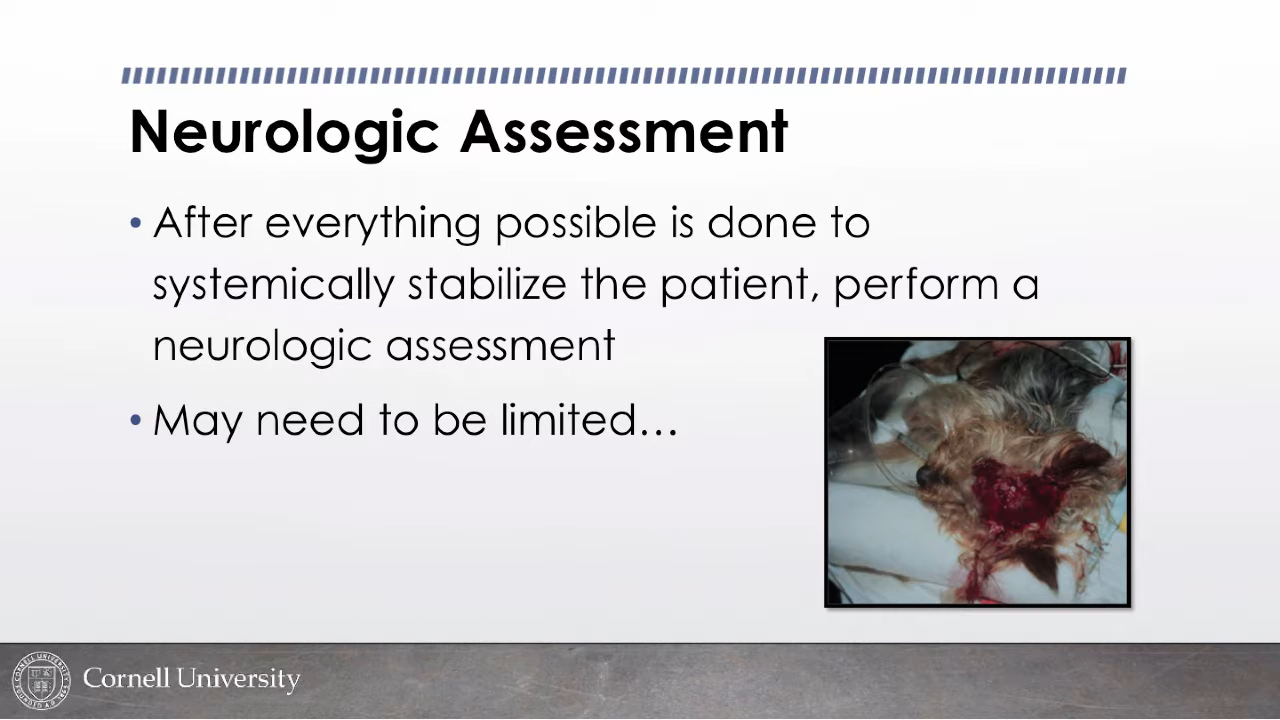 Neurologic Assessment
• After everything possible is done to
systemically stabilize the patient, perform a
neurologic assessment
• May need to be limited…
Cornell University